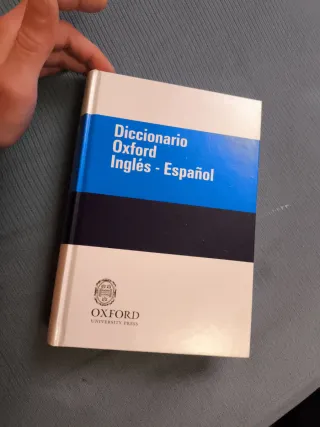 Diccionario
Oxford
Inglés - Español
OXFORD
UNIVERSITY PRESS